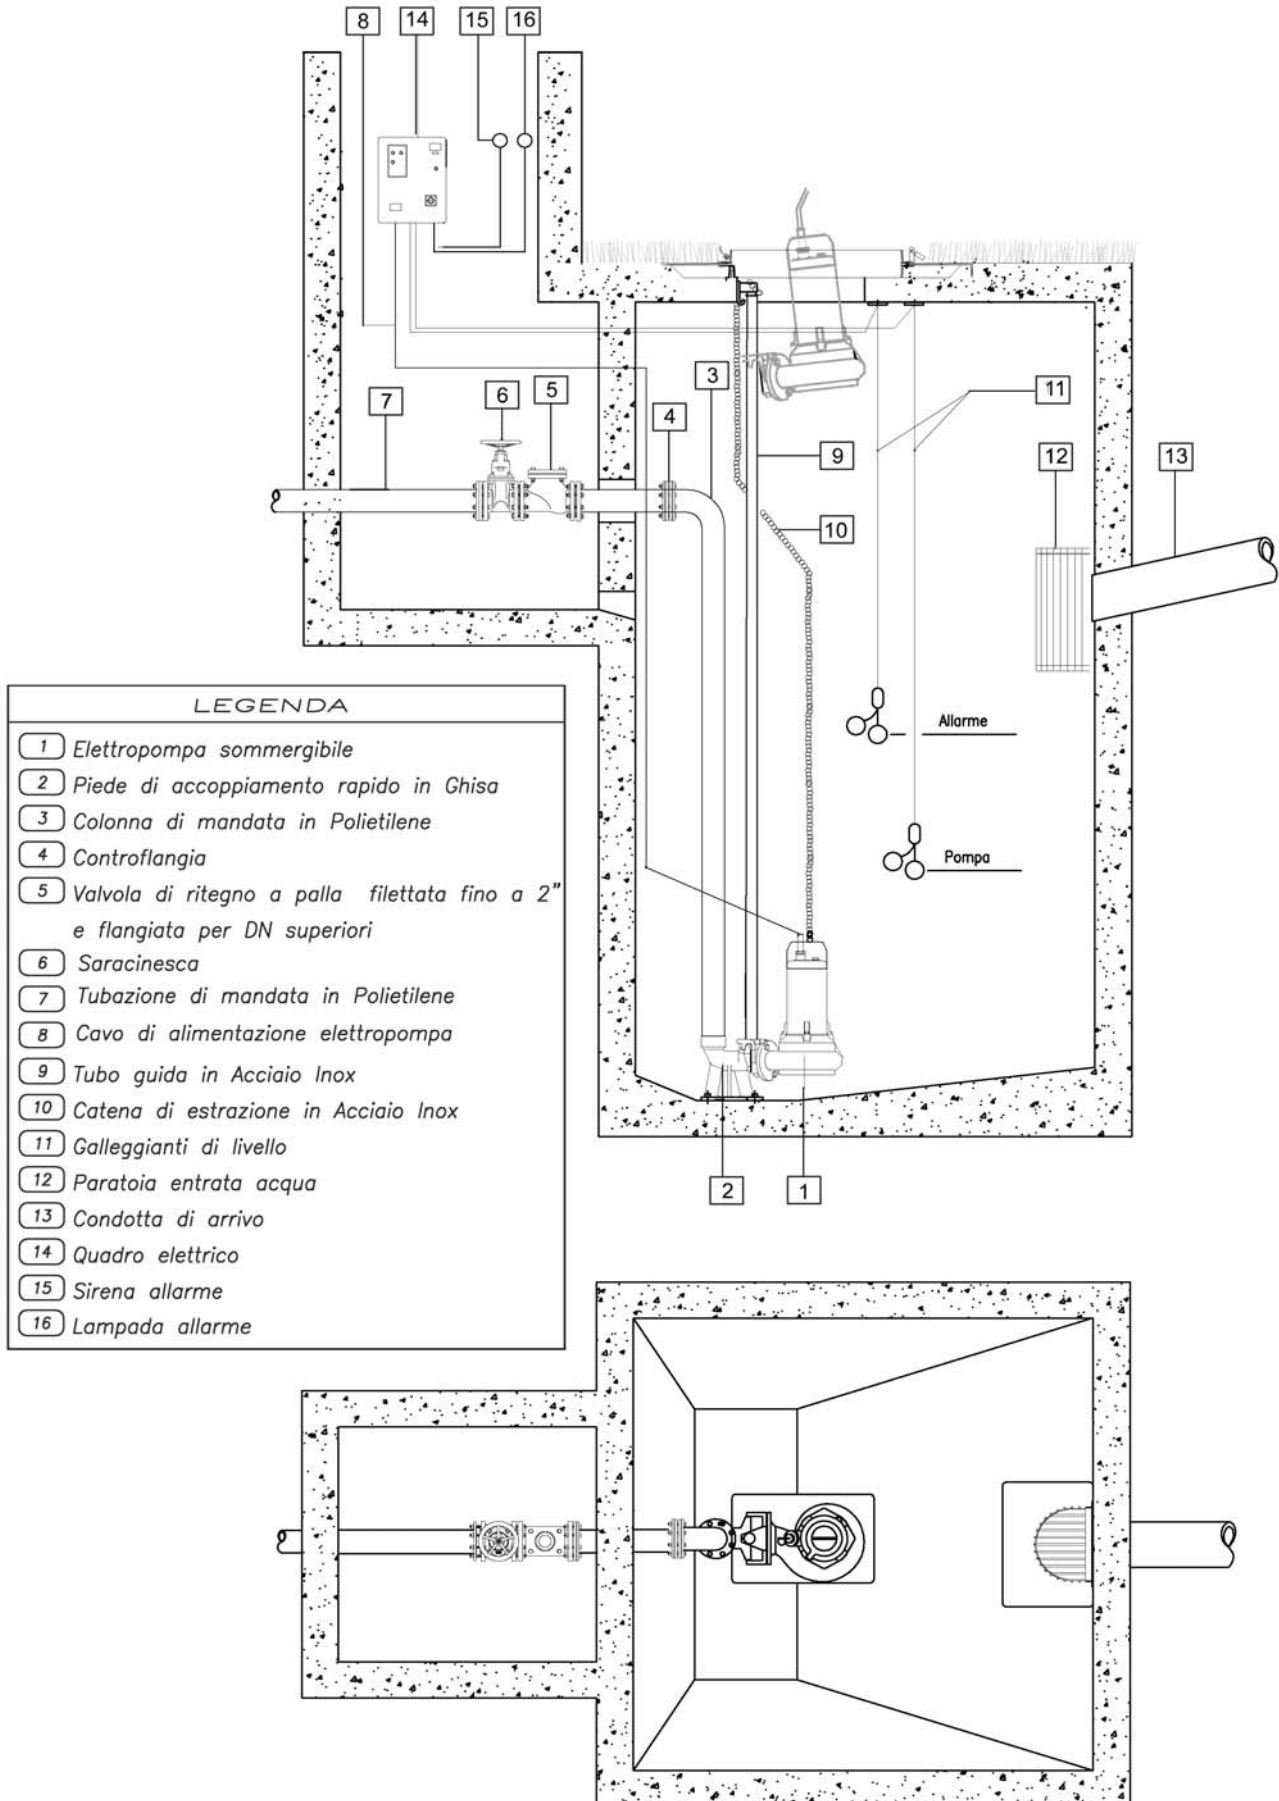 8 14 15 16
7 6 5 3 4 9 11 12 13
10
Allarme
Pompa
2 1
LEGENDA
1 Elettropompa sommergibile
2 Piede di accoppiamento rapido in Ghisa
3 Colonna di mandata in Polietilene
4 Controflangia
5 Valvola di ritegno a palla filettata fino a 2"
e flangiata per DN superiori
6 Saracinesca
7 Tubazione di mandata in Polietilene
8 Cavo di alimentazione elettropompa
9 Tubo guida in Acciaio Inox
10 Catena di estrazione in Acciaio Inox
11 Galleggianti di livello
12 Paratoia entrata acqua
13 Condotta di arrivo
14 Quadro elettrico
15 Sirena allarme
16 Lampada allarme